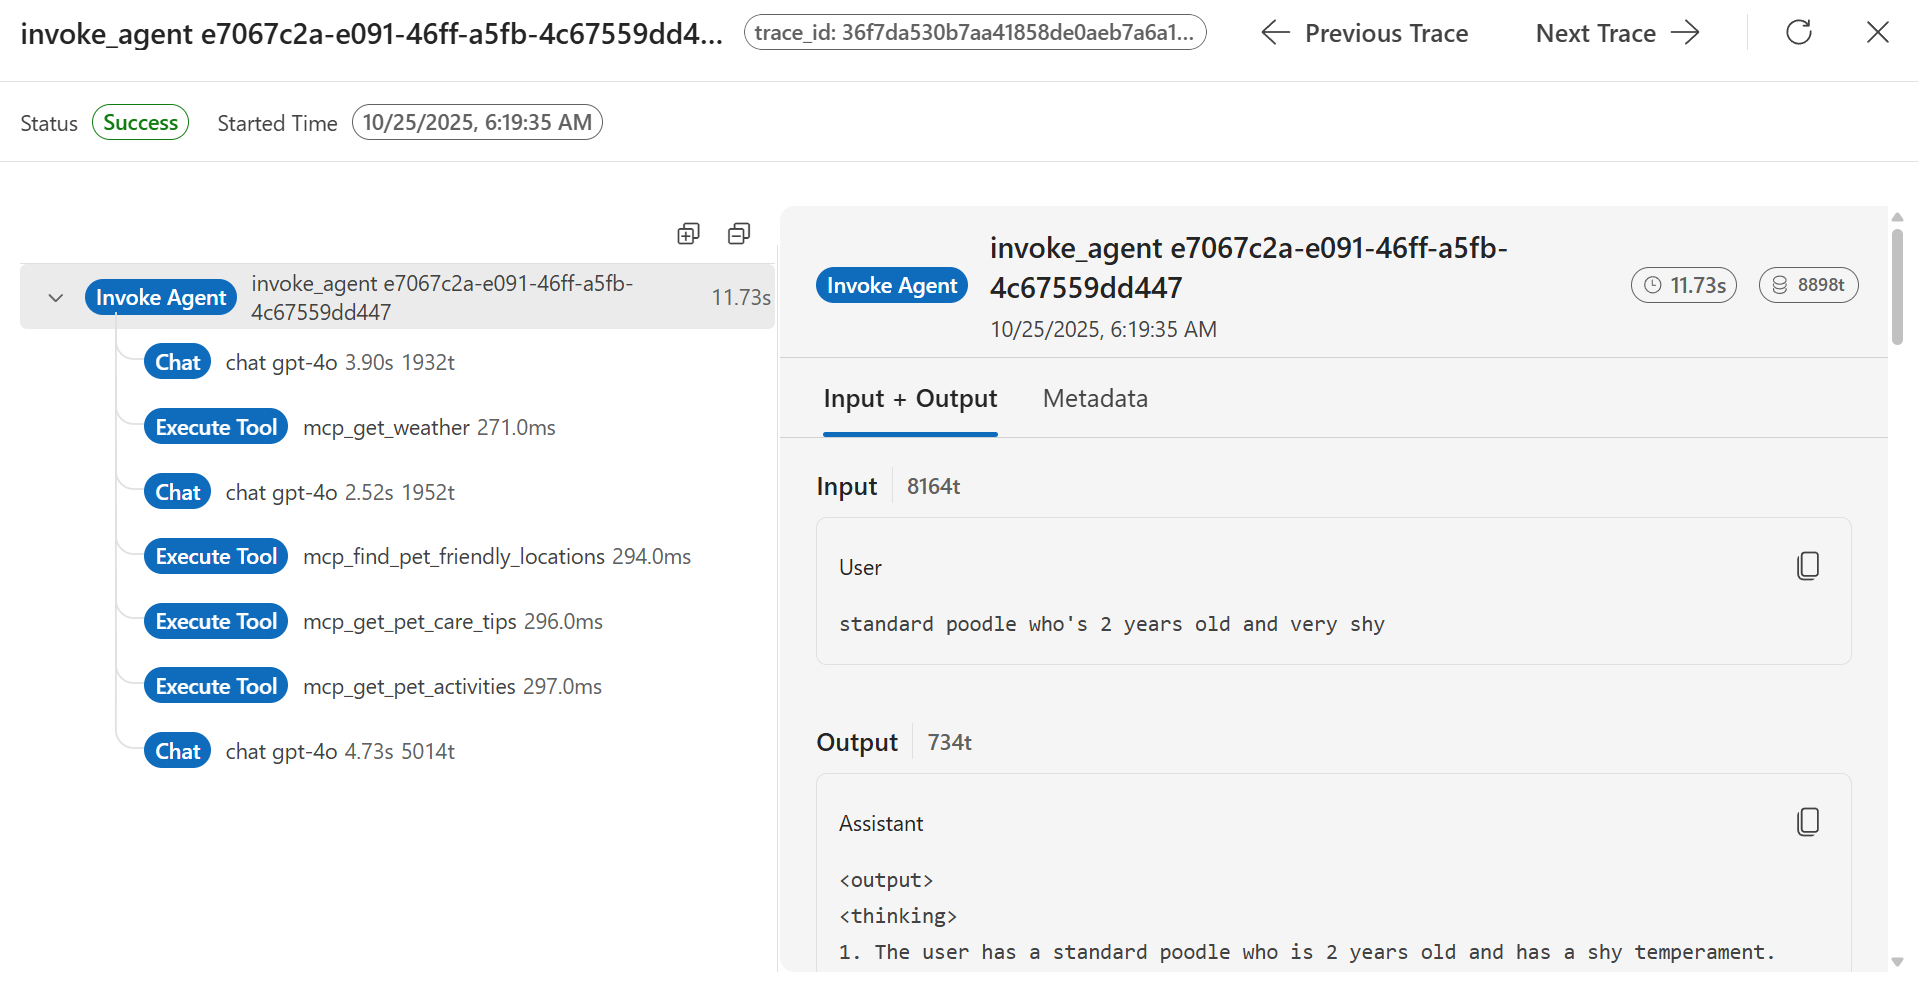 invoke_agent e7067c2a-e091-46ff-a5fb-4c67559dd4...
trace_id: 36f7da530b7aa41858de0aeb7a6a1...
Previous Trace
Next Trace
Status Success Started Time 10/25/2025, 6:19:35 AM
Invoke Agent invoke_agent e7067c2a-e091-46ff-a5fb-
4c67559dd447
11.73s
Chat chat gpt-4o 3.90s 1932t
Execute Tool mcp_get_weather 271.0ms
Chat chat gpt-4o 2.52s 1952t
Execute Tool mcp_find_pet_friendly_locations 294.0ms
Execute Tool mcp_get_pet_care_tips 296.0ms
Execute Tool mcp_get_pet_activities 297.0ms
Chat chat gpt-4o 4.73s 5014t
Invoke Agent
invoke_agent e7067c2a-e091-46ff-a5fb-
4c67559dd447
10/25/2025, 6:19:35 AM
11.73s
8898t
Input + Output Metadata
Input 8164t
User
standard poodle who's 2 years old and very shy
Output 734t
Assistant
<output>
<thinking>
1. The user has a standard poodle who is 2 years old and has a shy temperament.